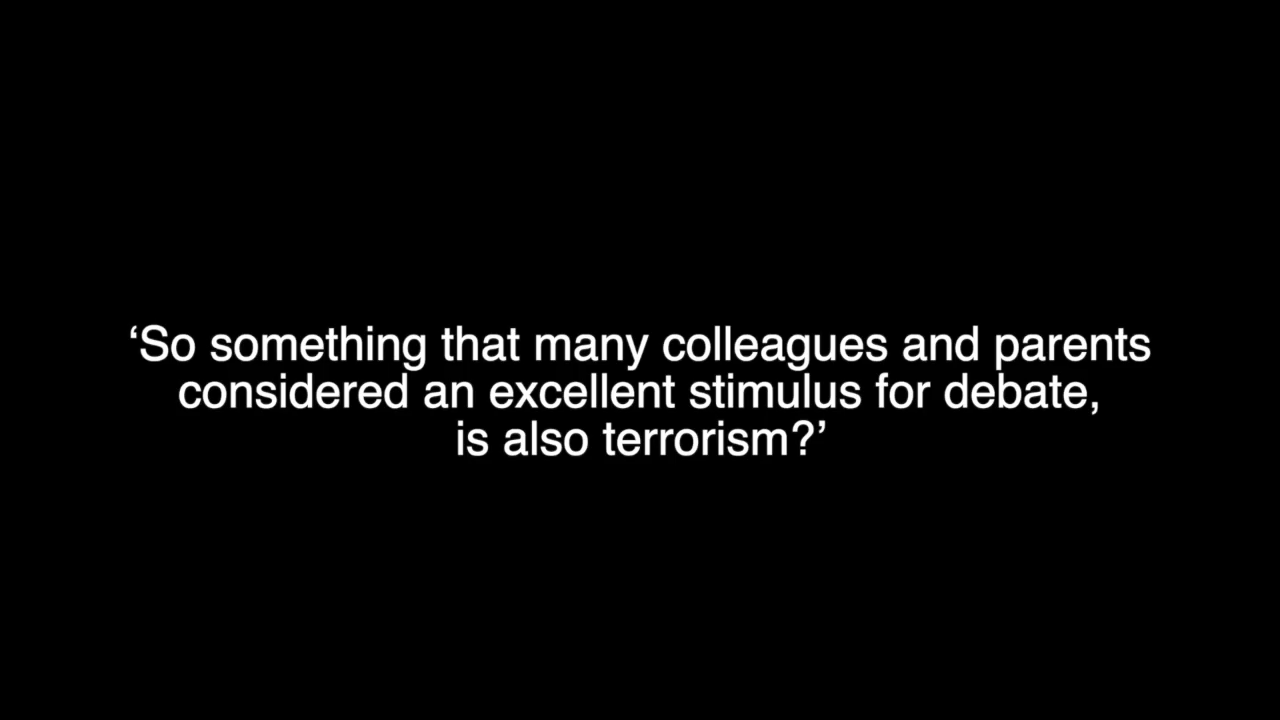 ‘So something that many colleagues and parents
considered an excellent stimulus for debate,
is also terrorism?’